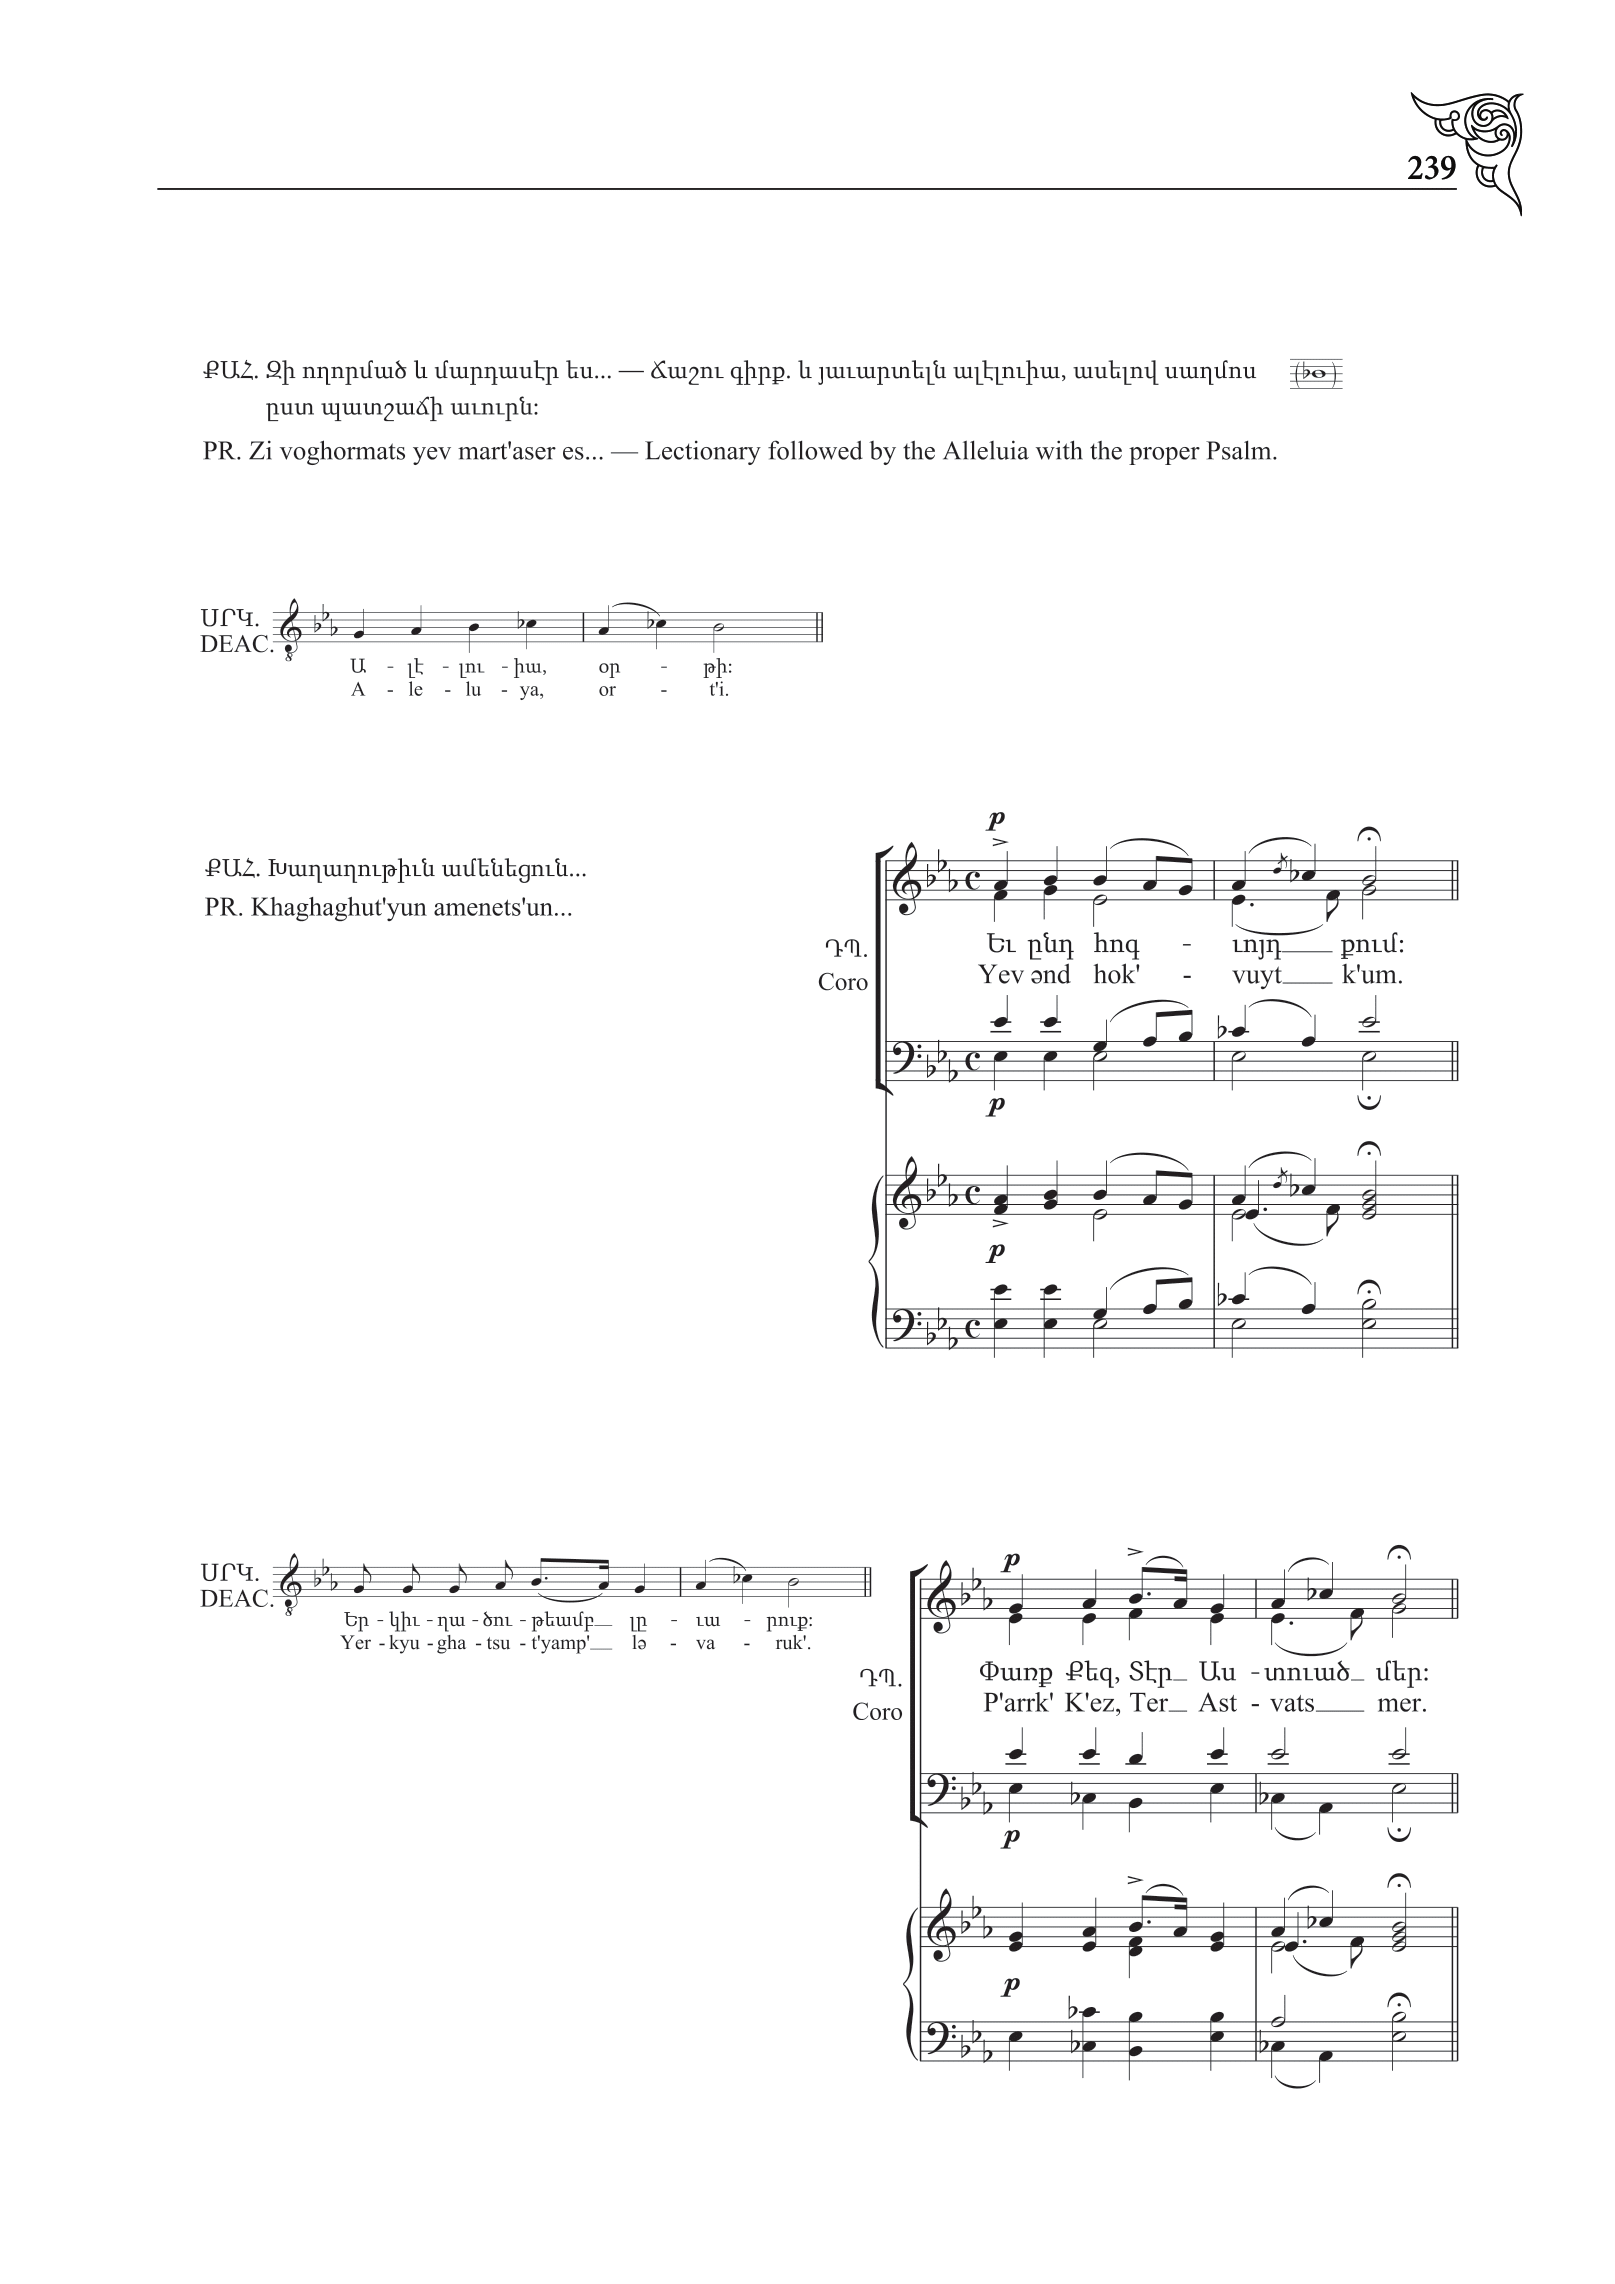 239
ՔԱՀ. Զի ողորմած և մարդասէր ես... — Ճաշու գիրք. և յաւարտելն ալէլուիա, ասելով սաղմոս
ըստ պատշաճի աւուրն:
PR. Zi voghormats yev mart'aser es... — Lectionary followed by the Alleluia with the proper Psalm.
ՍՐԿ.
DEAC.
Ա - լէ - լու - իա, օր - թի:
A - le - lu - ya, or - t'i.
ՔԱՀ. Խաղաղութիւն ամենեցուն...
PR. Khaghaghut'yun amenets'un...
p
ԴՊ. Եւ ընդ հոգ - ւոյդ քում:
Coro Yev ənd hok' - vuyt k'um.
p
p
ՍՐԿ.
DEAC.
Եր - կիւ - ղա - ծու - թեամբ լը - ւա - րուք:
Yer - kyu - gha - tsu - t'yamp' lə - va - ruk'.
p
ԴՊ. Փառք Քեզ, Տէր Աս - տուած մեր:
Coro P'arrk' K'ez, Ter Ast - vats mer.
p
p